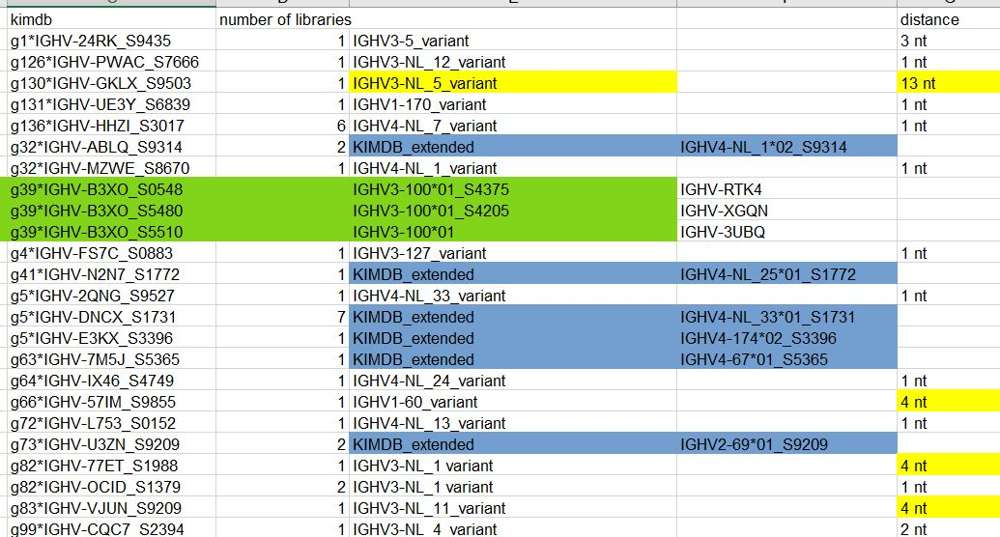 kimdb number of libraries distance
g1*IGHV-24RK_S9435 1 IGHV3-5_variant 3 nt
g126*IGHV-PWAC_S7666 1 IGHV3-NL_12_variant 1 nt
g130*IGHV-GKLX_S9503 1 IGHV3-NL_5_variant 13 nt
g131*IGHV-UE3Y_S6839 1 IGHV1-170_variant 1 nt
g136*IGHV-HHZI_S3017 6 IGHV4-NL_7_variant 1 nt
g32*IGHV-ABLQ_S9314 2 KIMDB_extended IGHV4-NL_1*02_S9314
g32*IGHV-MZWE_S8670 1 IGHV4-NL_1_variant 1 nt
g39*IGHV-B3XO_S0548 IGHV3-100*01_S4375 IGHV-RTK4
g39*IGHV-B3XO_S5480 IGHV3-100*01_S4205 IGHV-XGQN
g39*IGHV-B3XO_S5510 IGHV3-100*01 IGHV-3UBQ
g4*IGHV-FS7C_S0883 1 IGHV3-127_variant 1 nt
g41*IGHV-N2N7_S1772 1 KIMDB_extended IGHV4-NL_25*01_S1772
g5*IGHV-2QNG_S9527 1 IGHV4-NL_33_variant 1 nt
g5*IGHV-DNCX_S1731 7 KIMDB_extended IGHV4-NL_33*01_S1731
g5*IGHV-E3KX_S3396 1 KIMDB_extended IGHV4-174*02_S3396
g63*IGHV-7M5J_S5365 1 KIMDB_extended IGHV4-67*01_S5365
g64*IGHV-IX46_S4749 1 IGHV4-NL_24_variant 1 nt
g66*IGHV-57IM_S9855 1 IGHV1-60_variant 4 nt
g72*IGHV-L753_S0152 1 IGHV4-NL_13_variant 1 nt
g73*IGHV-U3ZN_S9209 2 KIMDB_extended IGHV2-69*01_S9209
g82*IGHV-77ET_S1988 1 IGHV3-NL_1 variant 4 nt
g82*IGHV-OCID_S1379 2 IGHV3-NL_1 variant 1 nt
g83*IGHV-VJUN_S9209 1 IGHV3-NL_11_variant 4 nt
g99*IGHV-CQC7_S2394 1 IGHV3-NL_4_variant 2 nt